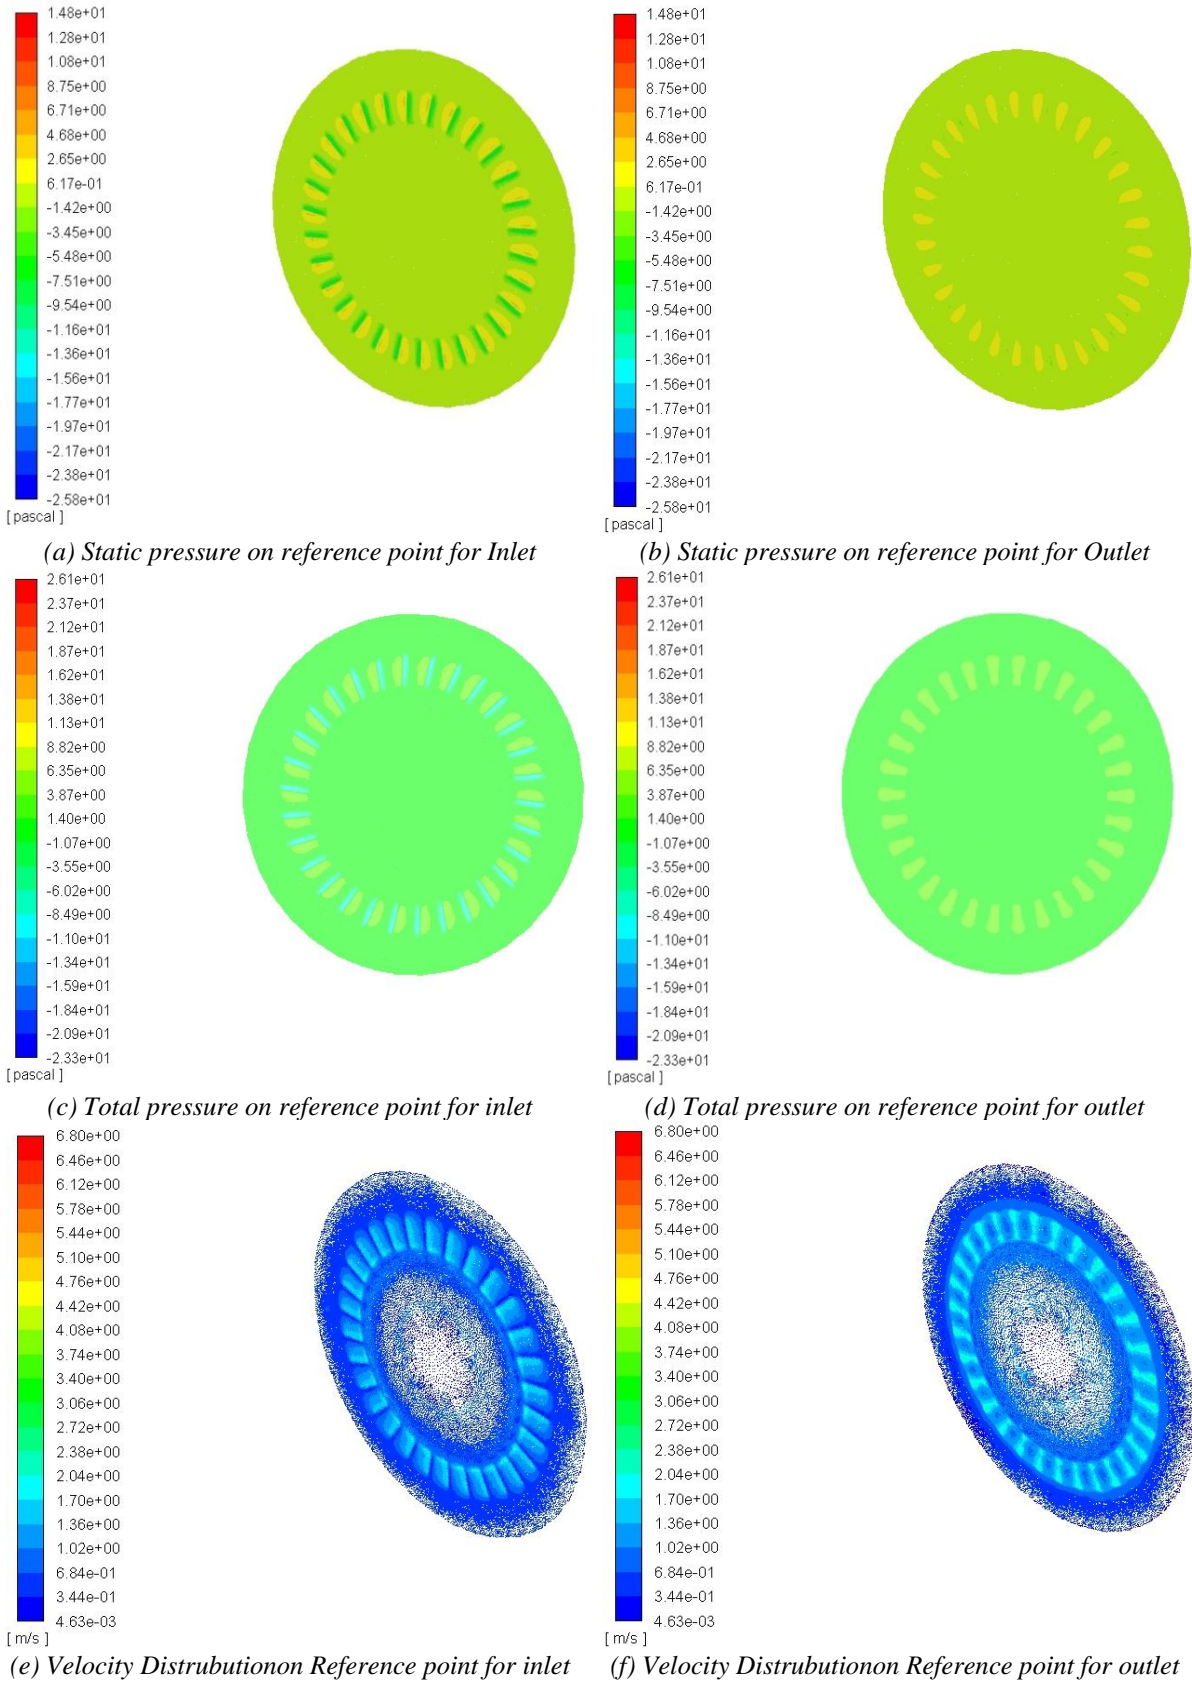 1.48e+01
1.28e+01
1.08e+01
8.75e+00
6.71e+00
4.68e+00
2.65e+00
6.17e-01
-1.42e+00
-3.45e+00
-5.48e+00
-7.51e+00
-9.54e+00
-1.16e+01
-1.36e+01
-1.56e+01
-1.77e+01
-1.97e+01
-2.17e+01
-2.38e+01
-2.58e+01
[ pascal ]
(a) Static pressure on reference point for Inlet
1.48e+01
1.28e+01
1.08e+01
8.75e+00
6.71e+00
4.68e+00
2.65e+00
6.17e-01
-1.42e+00
-3.45e+00
-5.48e+00
-7.51e+00
-9.54e+00
-1.16e+01
-1.36e+01
-1.56e+01
-1.77e+01
-1.97e+01
-2.17e+01
-2.38e+01
-2.58e+01
[ pascal ]
(b) Static pressure on reference point for Outlet
2.61e+01
2.37e+01
2.12e+01
1.87e+01
1.62e+01
1.38e+01
1.13e+01
8.82e+00
6.35e+00
3.87e+00
1.40e+00
-1.07e+00
-3.55e+00
-6.02e+00
-8.49e+00
-1.10e+01
-1.34e+01
-1.59e+01
-1.84e+01
-2.09e+01
-2.33e+01
[ pascal ]
(c) Total pressure on reference point for inlet
2.61e+01
2.37e+01
2.12e+01
1.87e+01
1.62e+01
1.38e+01
1.13e+01
8.82e+00
6.35e+00
3.87e+00
1.40e+00
-1.07e+00
-3.55e+00
-6.02e+00
-8.49e+00
-1.10e+01
-1.34e+01
-1.59e+01
-1.84e+01
-2.09e+01
-2.33e+01
[ pascal ]
(d) Total pressure on reference point for outlet
6.80e+00
6.46e+00
6.12e+00
5.78e+00
5.44e+00
5.10e+00
4.76e+00
4.42e+00
4.08e+00
3.74e+00
3.40e+00
3.06e+00
2.72e+00
2.38e+00
2.04e+00
1.70e+00
1.36e+00
1.02e+00
6.84e-01
3.44e-01
4.63e-03
[ m/s ]
(e) Velocity Distrubutionon Reference point for inlet
6.80e+00
6.46e+00
6.12e+00
5.78e+00
5.44e+00
5.10e+00
4.76e+00
4.42e+00
4.08e+00
3.74e+00
3.40e+00
3.06e+00
2.72e+00
2.38e+00
2.04e+00
1.70e+00
1.36e+00
1.02e+00
6.84e-01
3.44e-01
4.63e-03
[ m/s ]
(f) Velocity Distrubutionon Reference point for outlet